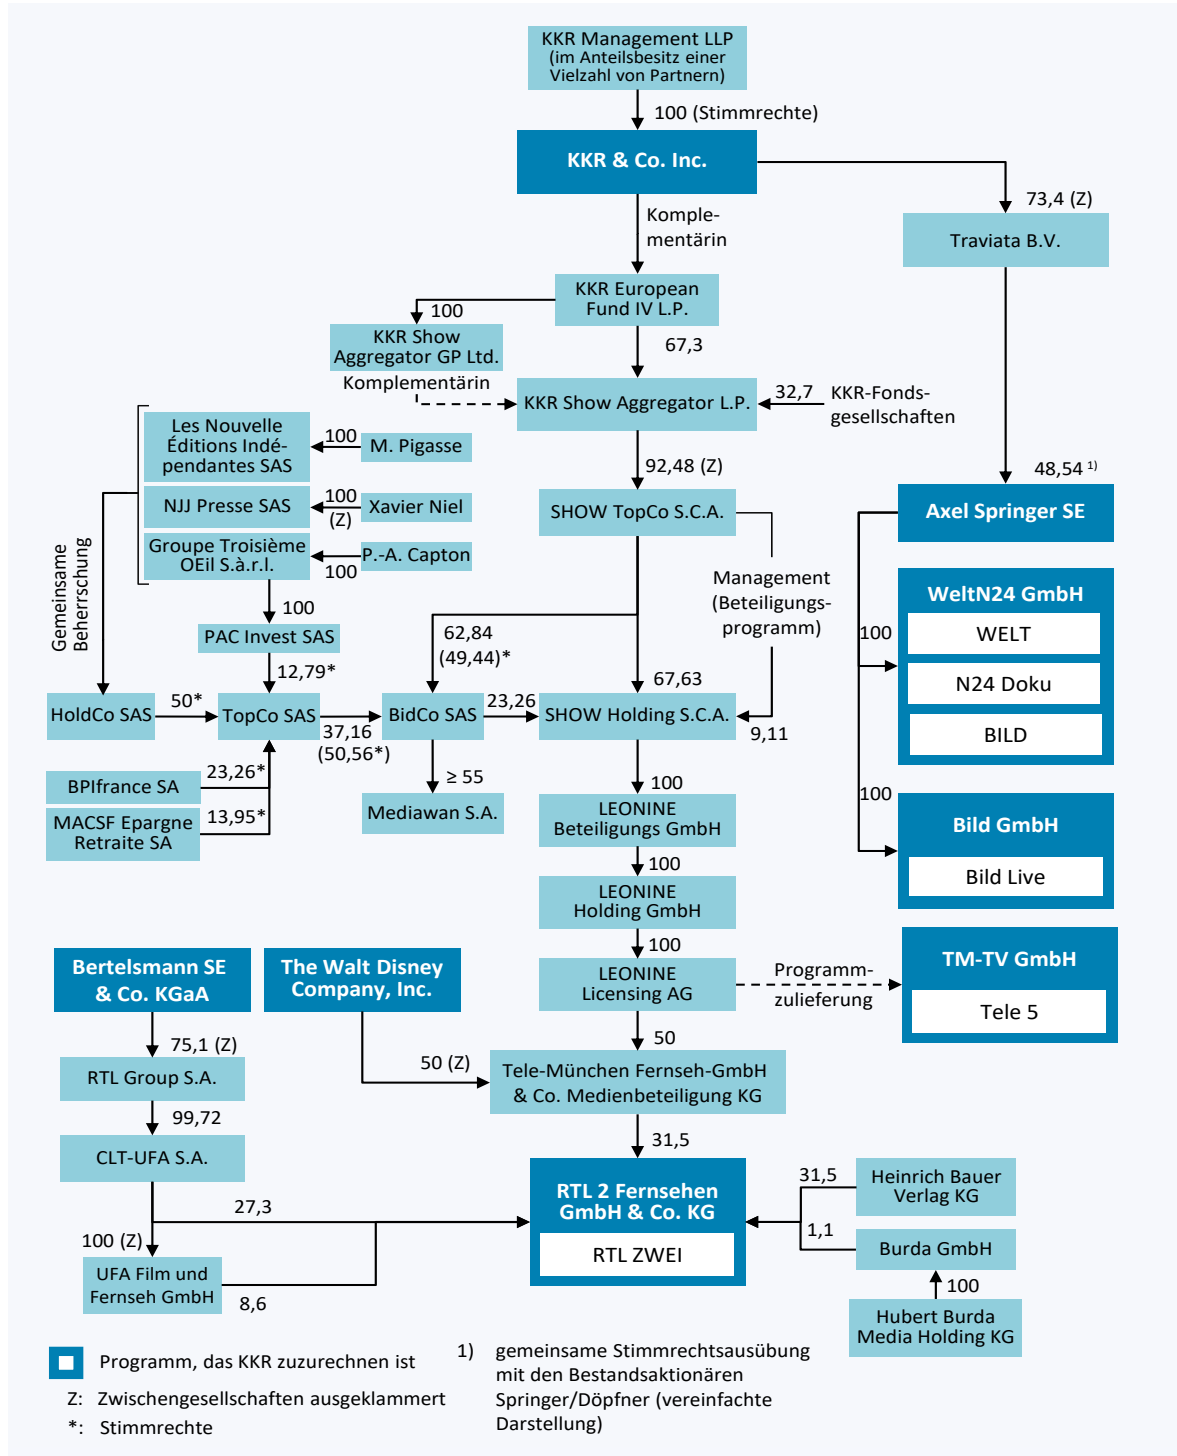 KKR Management LLP
(im Anteilsbesitz einer
Vielzahl von Partnern)
100 (Stimmrechte)
KKR & Co. Inc.
73,4 (Z)
Traviata B.V.
Komple-
mentärin
KKR European
Fund IV L.P.
100
KKR Show
Aggregator GP Ltd.
67,3
Komplementärin
KKR Show Aggregator L.P.
32,7
KKR-Fonds-
gesellschaften
Les Nouvelle
Éditions Indé-
pendantes SAS
100
M. Pigasse
92,48 (Z)
48,54 1)
NJJ Presse SAS
100
(Z)
Xavier Niel
SHOW TopCo S.C.A.
Axel Springer SE
Groupe Troisième
OEil S.à.r.l.
100
P.-A. Capton
Gemeinsame
Beherrschung
Management
(Beteiligungs-
programm)
100
PAC Invest SAS
12,79*
62,84
(49,44)*
67,63
100
WeltN24 GmbH
WELT
N24 Doku
BILD
HoldCo SAS
50*
TopCo SAS
37,16
(50,56*)
BidCo SAS
23,26
SHOW Holding S.C.A.
9,11
BPIfrance SA
23,26*
MACSF Epargne
Retraite SA
13,95*
≥ 55
Mediawan S.A.
100
LEONINE
Beteiligungs GmbH
100
Bild GmbH
Bild Live
100
LEONINE
Holding GmbH
100
LEONINE
Licensing AG
Programm-
zulieferung
TM-TV GmbH
Tele 5
Bertelsmann SE
& Co. KGaA
The Walt Disney
Company, Inc.
75,1 (Z)
RTL Group S.A.
50 (Z)
50
Tele-München Fernseh-GmbH
& Co. Medienbeteiligung KG
99,72
CLT-UFA S.A.
31,5
27,3
RTL 2 Fernsehen
GmbH & Co. KG
RTL ZWEI
31,5
Heinrich Bauer
Verlag KG
1,1
Burda GmbH
100 (Z)
UFA Film und
Fernseh GmbH
8,6
100
Hubert Burda
Media Holding KG
Programm, das KKR zuzurechnen ist
Z: Zwischengesellschaften ausgeklammert
*: Stimmrechte
1) gemeinsame Stimmrechtsausübung
mit den Bestandsaktionären
Springer/Döpfner (vereinfachte
Darstellung)